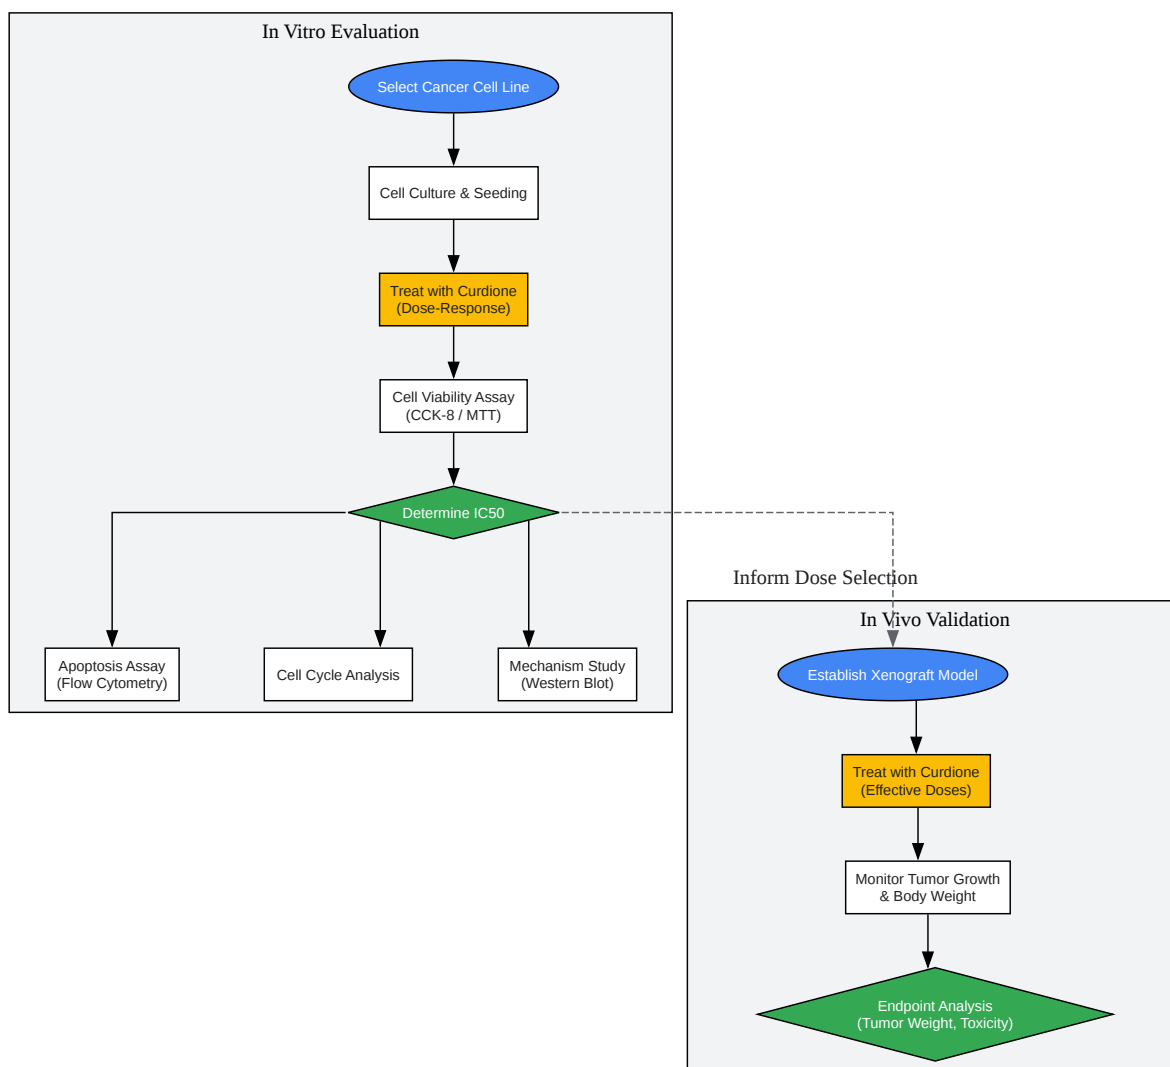 In Vitro Evaluation
Select Cancer Cell Line
Cell Culture & Seeding
Treat with Curdione
(Dose-Response)
Cell Viability Assay
(CCK-8 / MTT)
Determine IC50
Apoptosis Assay
(Flow Cytometry)
Cell Cycle Analysis
Mechanism Study
(Western Blot)
Inform Dose Selection
In Vivo Validation
Establish Xenograft Model
Treat with Curdione
(Effective Doses)
Monitor Tumor Growth
& Body Weight
Endpoint Analysis
(Tumor Weight, Toxicity)